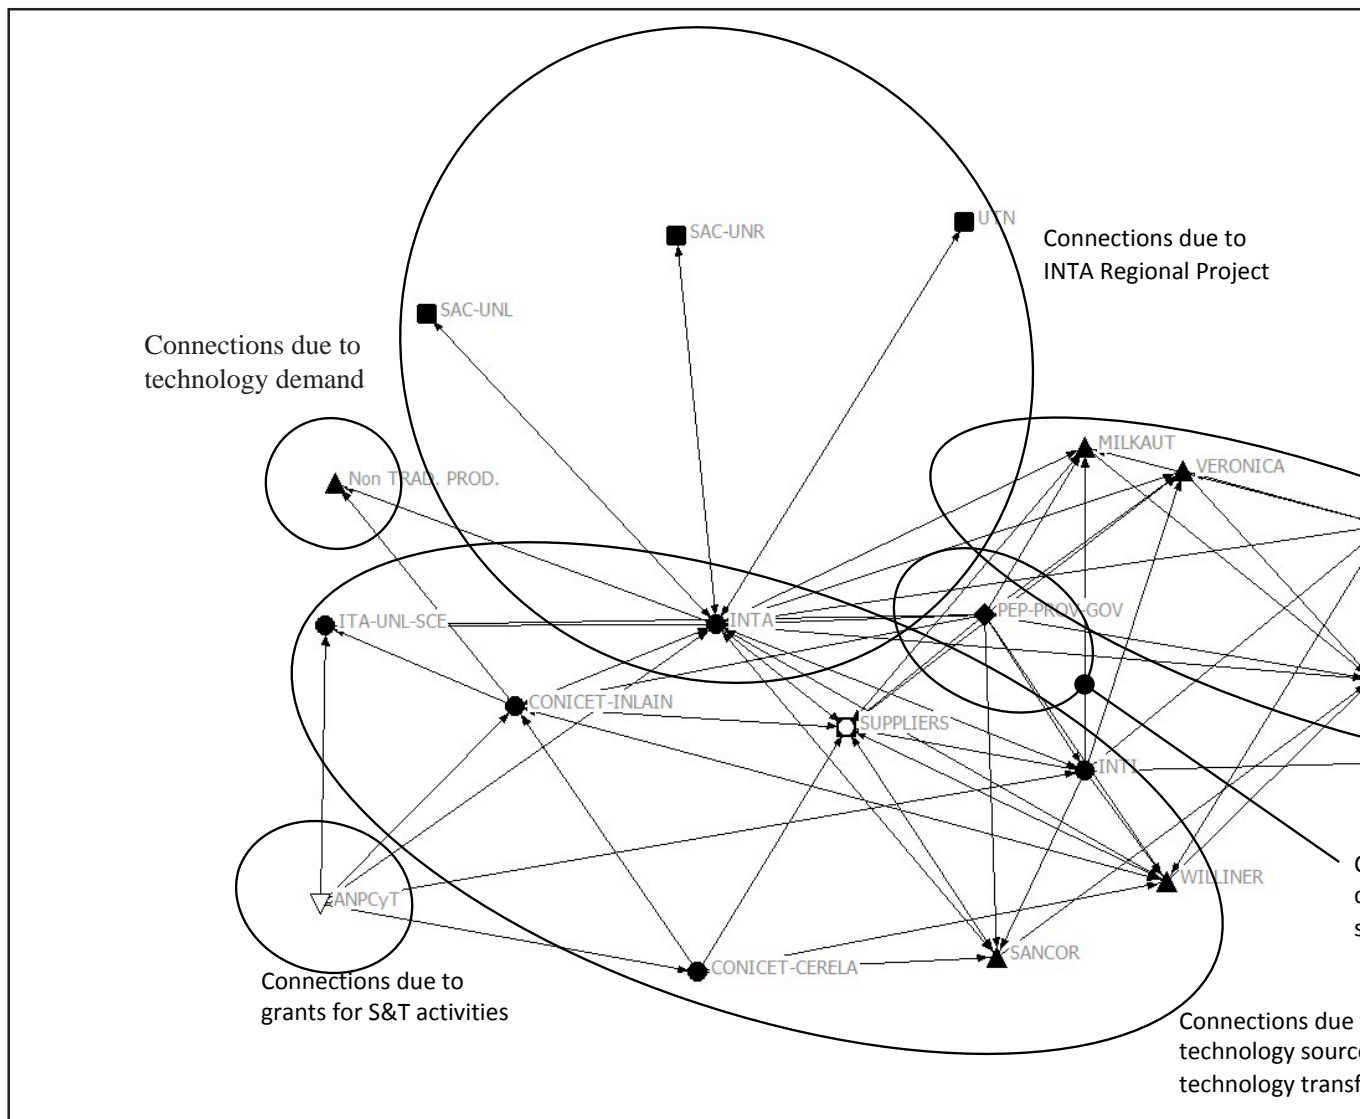 UTN
SAC-UNR
Connections due to
INTA Regional Project
SAC-UNL
Connections due to
technology demand
MILKAUT
VERONICA
Non TRAD. PROD.
PEP-PROV-GOV
ITA-UNL-SCE
INTA
CONICET-INLAIN
SUPPLIERS
INTI
WILLINER
ANPCyT
SANCOR
CONICET-CERELA
Connections due to
grants for S&T activities
Connections due
technology
technology